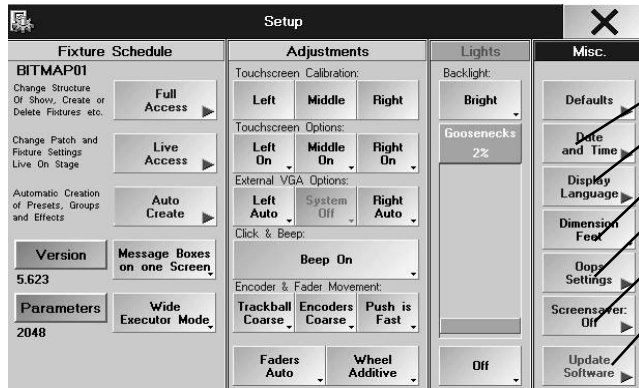 Setup
Fixture Schedule
BITMAP01
Change Structure
Of Show, Create or
Delete Fixtures etc.
Full
Access
Change Patch and
Fixture Settings
Live On Stage
Live
Access
Automatic Creation
of Presets, Groups
and Effects
Auto
Create
Version
5.623
Message Boxes
on one Screen
Parameters
2048
Wide
Executor Mode
Adjustments
Touchscreen Calibration:
Left
Middle
Right
Touchscreen Options:
Left
On
Middle
On
Right
On
External VGA Options:
Left
Auto
System
Off
Right
Auto
Click & Beep:
Beep On
Encoder & Fader Movement:
Trackball
Coarse
Encoders
Coarse
Push is
Fast
Faders
Auto
Wheel
Additive
Lights
Backlight:
Bright
Goosenecks
2%
Off
Misc.
Defaults
Date
and Time
Display
Language
Dimension
Feet
Oops
Settings
Screensaver:
Off
Update
Software